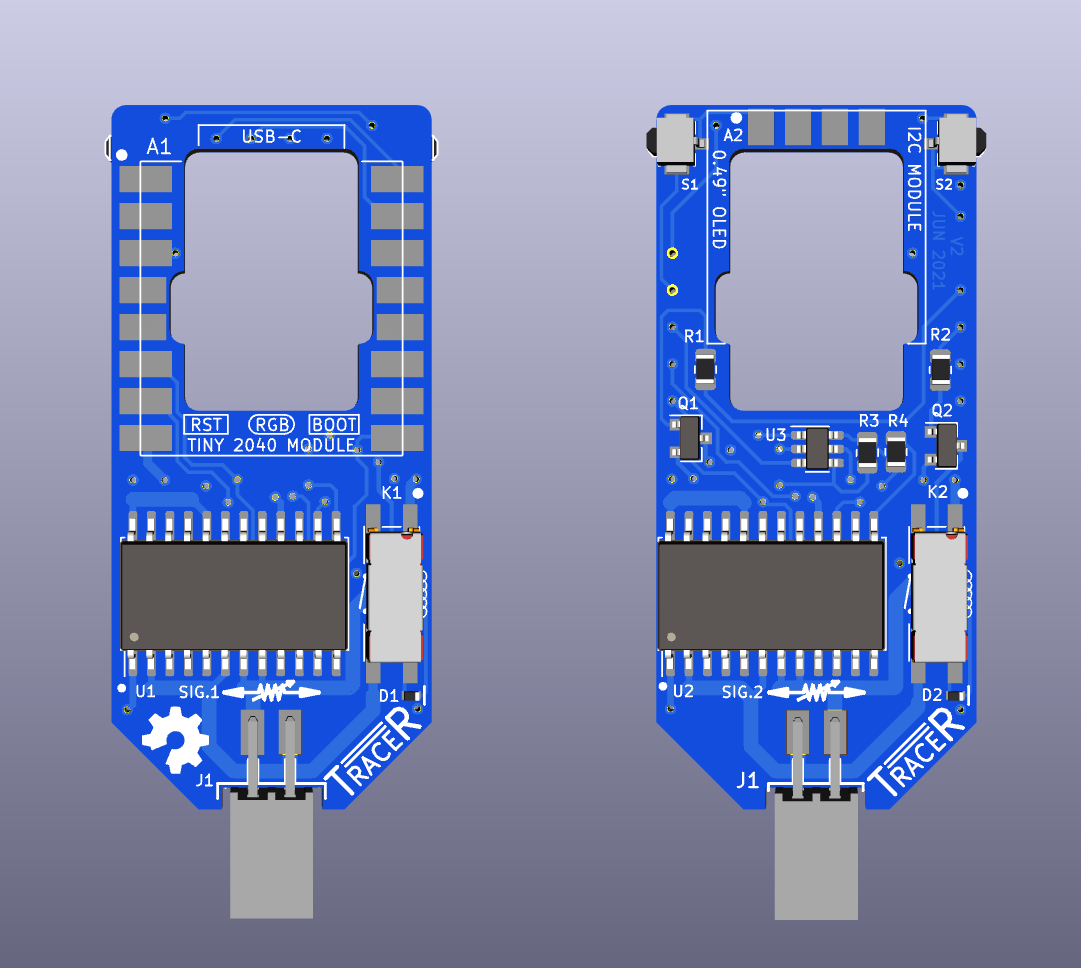 USB-C
A1
RST RGB BOOT
TINY 2040 MODULE
K1
U1 SIG.1
D1
J1
TRACER
A2
S1
S2
0.49" OLED
I2C MODULE
V2
JUN 2021
R1
R2
Q1
Q2
U3
R3 R4
K2
U2 SIG.2
D2
J1
TRACER